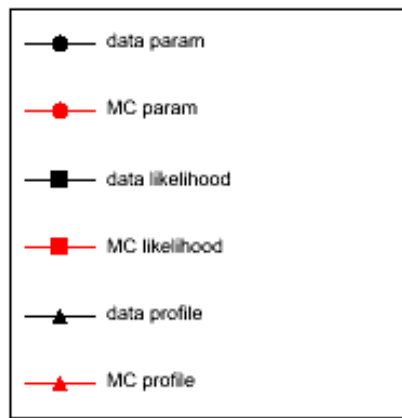 data param
MC param
data likelihood
MC likelihood
data profile
MC profile